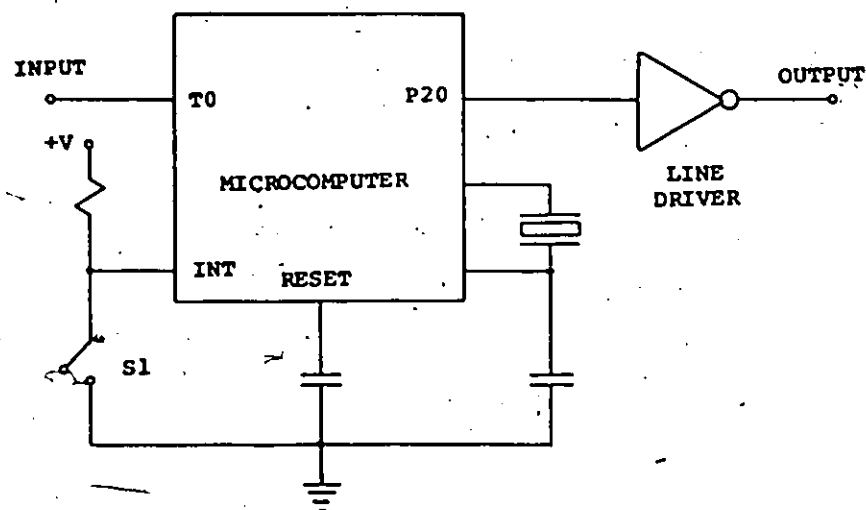 INPUT
OUTPUT
T0
P20
+V
MICROCOMPUTER
LINE
DRIVER
INT
RESET
S1